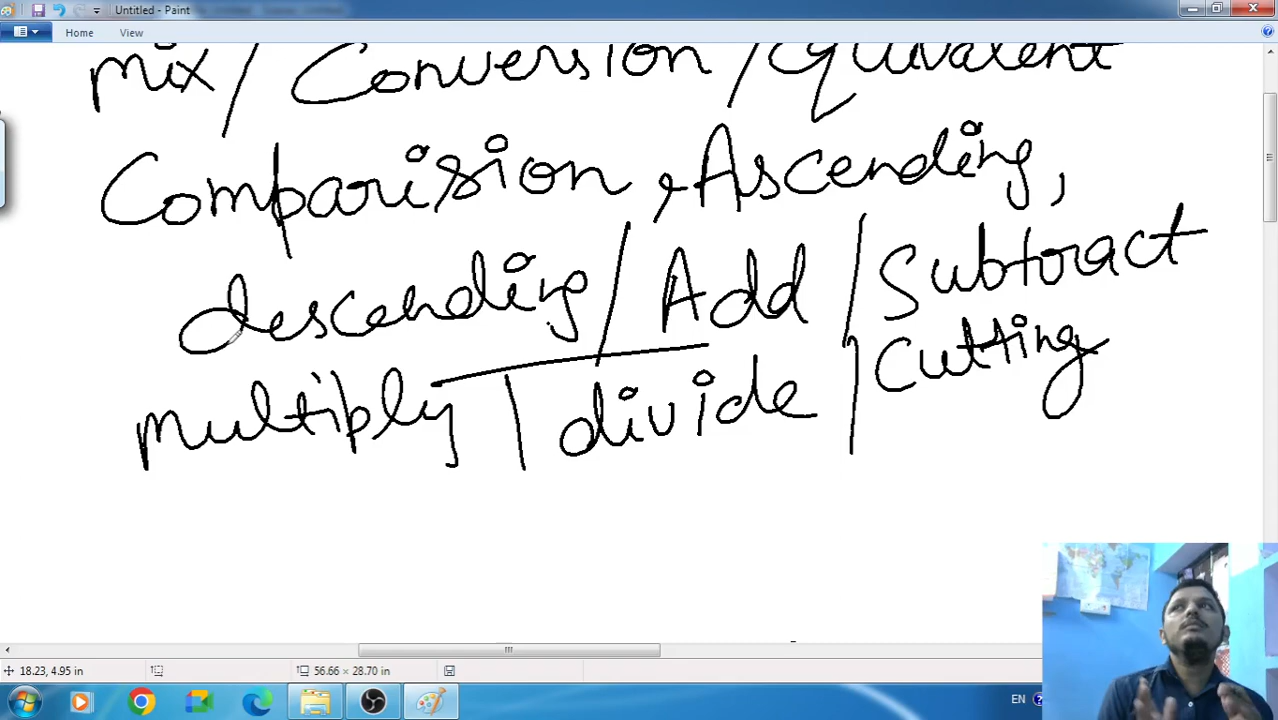 Untitled - Paint
Home View
mix / Conversion / Equivalent
Comparision , Ascending,
descending / Add / Subtract
multiply / divide / Cutting
18.23, 4.95 in 56.66 × 28.70 in
EN